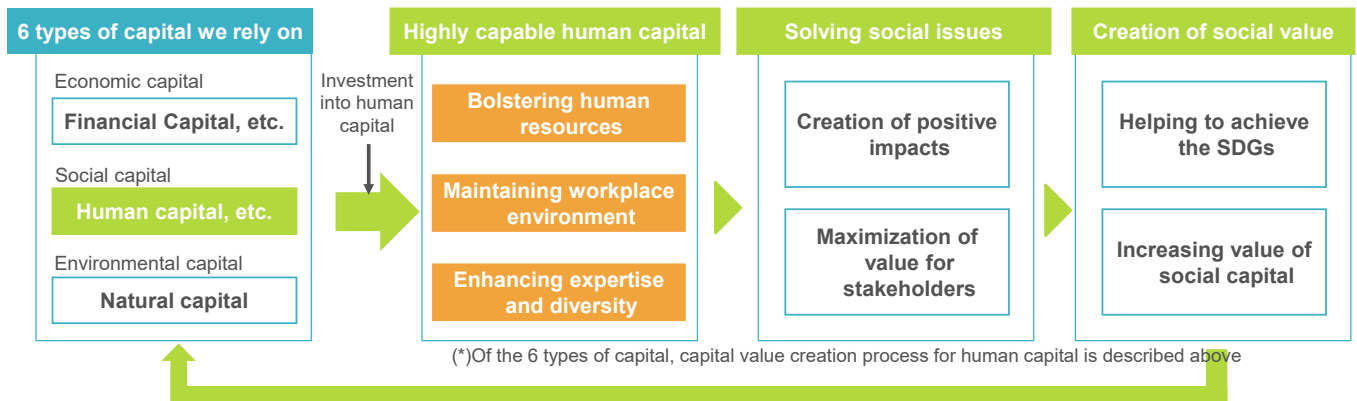 6 types of capital we rely on
Economic capital
Financial Capital, etc.
Social capital
Human capital, etc.
Environmental capital
Natural capital
Investment
into human
capital
Highly capable human capital
Bolstering human
resources
Maintaining workplace
environment
Enhancing expertise
and diversity
Solving social issues
Creation of positive
impacts
Maximization of
value for
stakeholders
Creation of social value
Helping to achieve
the SDGs
Increasing value of
social capital
(*)Of the 6 types of capital, capital value creation process for human capital is described above